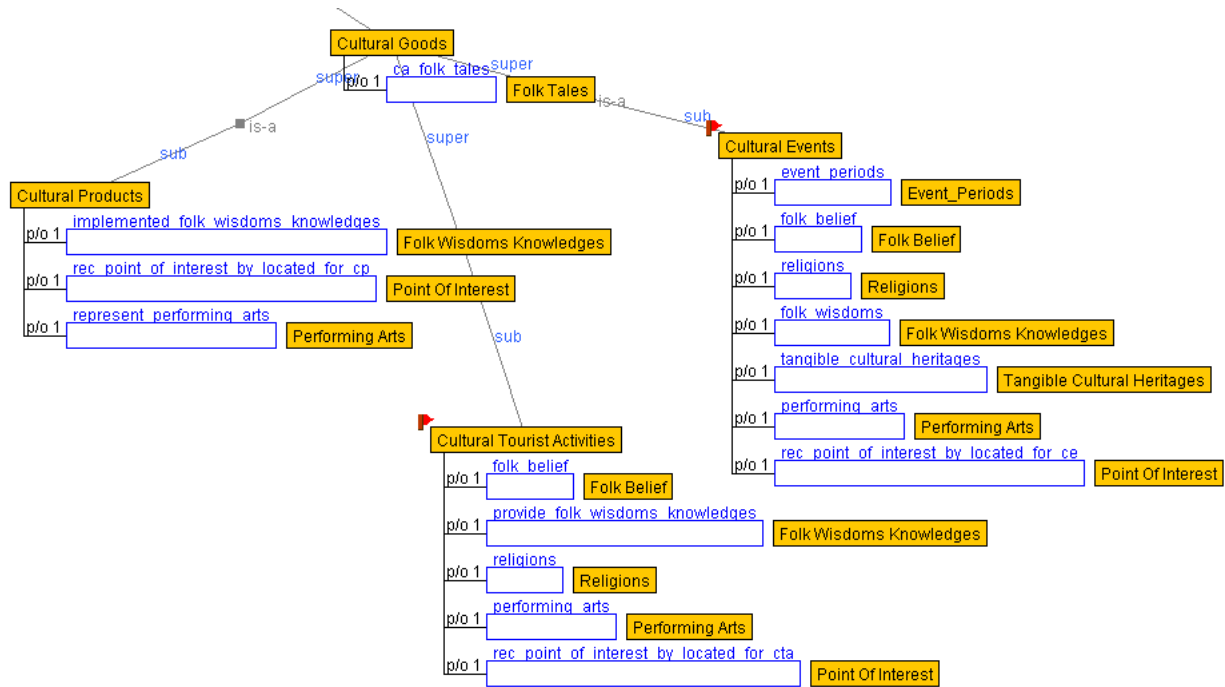 Cultural Goods
super
super
p/o 1 ca_folk_tales Folk Tales
is-a
is-a
sub
super
sub
Cultural Products
p/o 1 implemented_folk_wisdoms_knowledges Folk Wisdoms Knowledges
p/o 1 rec_point_of_interest_by_located_for_cp Point Of Interest
p/o 1 represent_performing_arts Performing Arts
sub
Cultural Events
p/o 1 event_periods Event_Periods
p/o 1 folk_belief Folk Belief
p/o 1 religions Religions
p/o 1 folk_wisdoms Folk Wisdoms Knowledges
p/o 1 tangible_cultural_heritages Tangible Cultural Heritages
p/o 1 performing_arts Performing Arts
p/o 1 rec_point_of_interest_by_located_for_ce Point Of Interest
Cultural Tourist Activities
p/o 1 folk_belief Folk Belief
p/o 1 provide_folk_wisdoms_knowledges Folk Wisdoms Knowledges
p/o 1 religions Religions
p/o 1 performing_arts Performing Arts
p/o 1 rec_point_of_interest_by_located_for_cta Point Of Interest